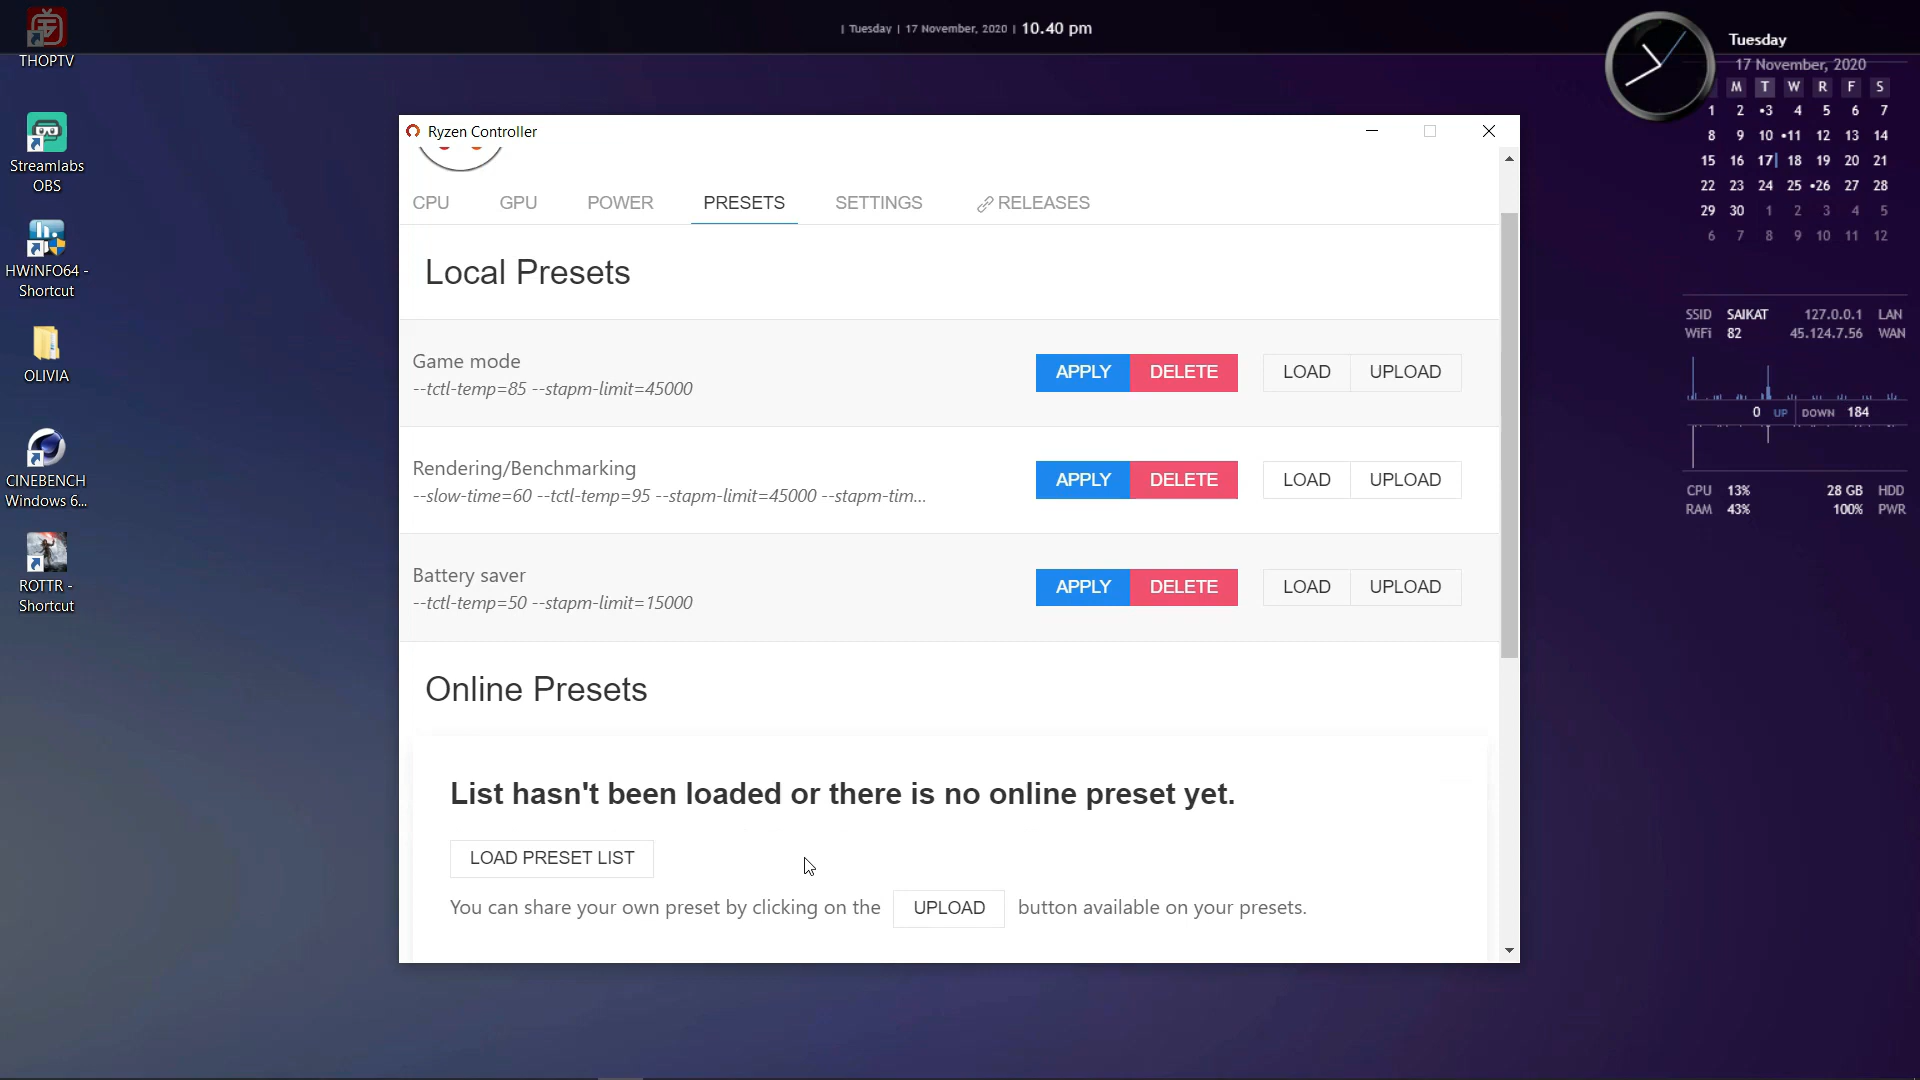 THOPTV
Streamlabs
OBS
HWiNFO64 -
Shortcut
OLIVIA
CINEBENCH
Windows 6...
ROTTR -
Shortcut
| Tuesday | 17 November, 2020 | 10.40 pm
Ryzen Controller
CPU GPU POWER PRESETS SETTINGS RELEASES
Local Presets
Game mode
--tctl-temp=85 --stapm-limit=45000
APPLY DELETE LOAD UPLOAD
Rendering/Benchmarking
--slow-time=60 --tctl-temp=95 --stapm-limit=45000 --stapm-tim...
APPLY DELETE LOAD UPLOAD
Battery saver
--tctl-temp=50 --stapm-limit=15000
APPLY DELETE LOAD UPLOAD
Online Presets
List hasn't been loaded or there is no online preset yet.
LOAD PRESET LIST
You can share your own preset by clicking on the UPLOAD button available on your presets.
Tuesday
17 November, 2020
M T W R F S
1 2 •3 4 5 6 7
8 9 10 •11 12 13 14
15 16 17 18 19 20 21
22 23 24 25 •26 27 28
29 30 1 2 3 4 5
6 7 8 9 10 11 12
SSID SAIKAT 127.0.0.1 LAN
WiFi 82 45.124.7.56 WAN
0 UP DOWN 184
CPU 13% 28 GB HDD
RAM 43% 100% PWR